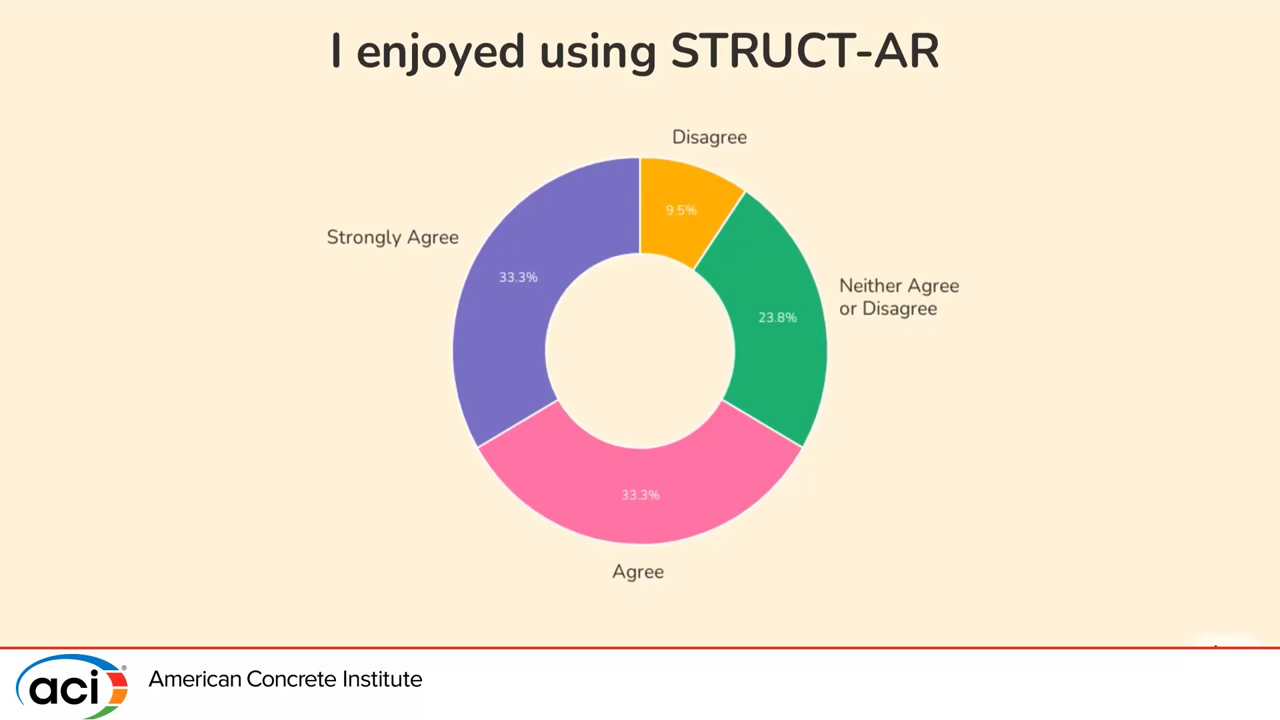 I enjoyed using STRUCT-AR
Disagree
9.5%
Strongly Agree
33.3%
Neither Agree
or Disagree
23.8%
33.3%
Agree
aci®
American Concrete Institute